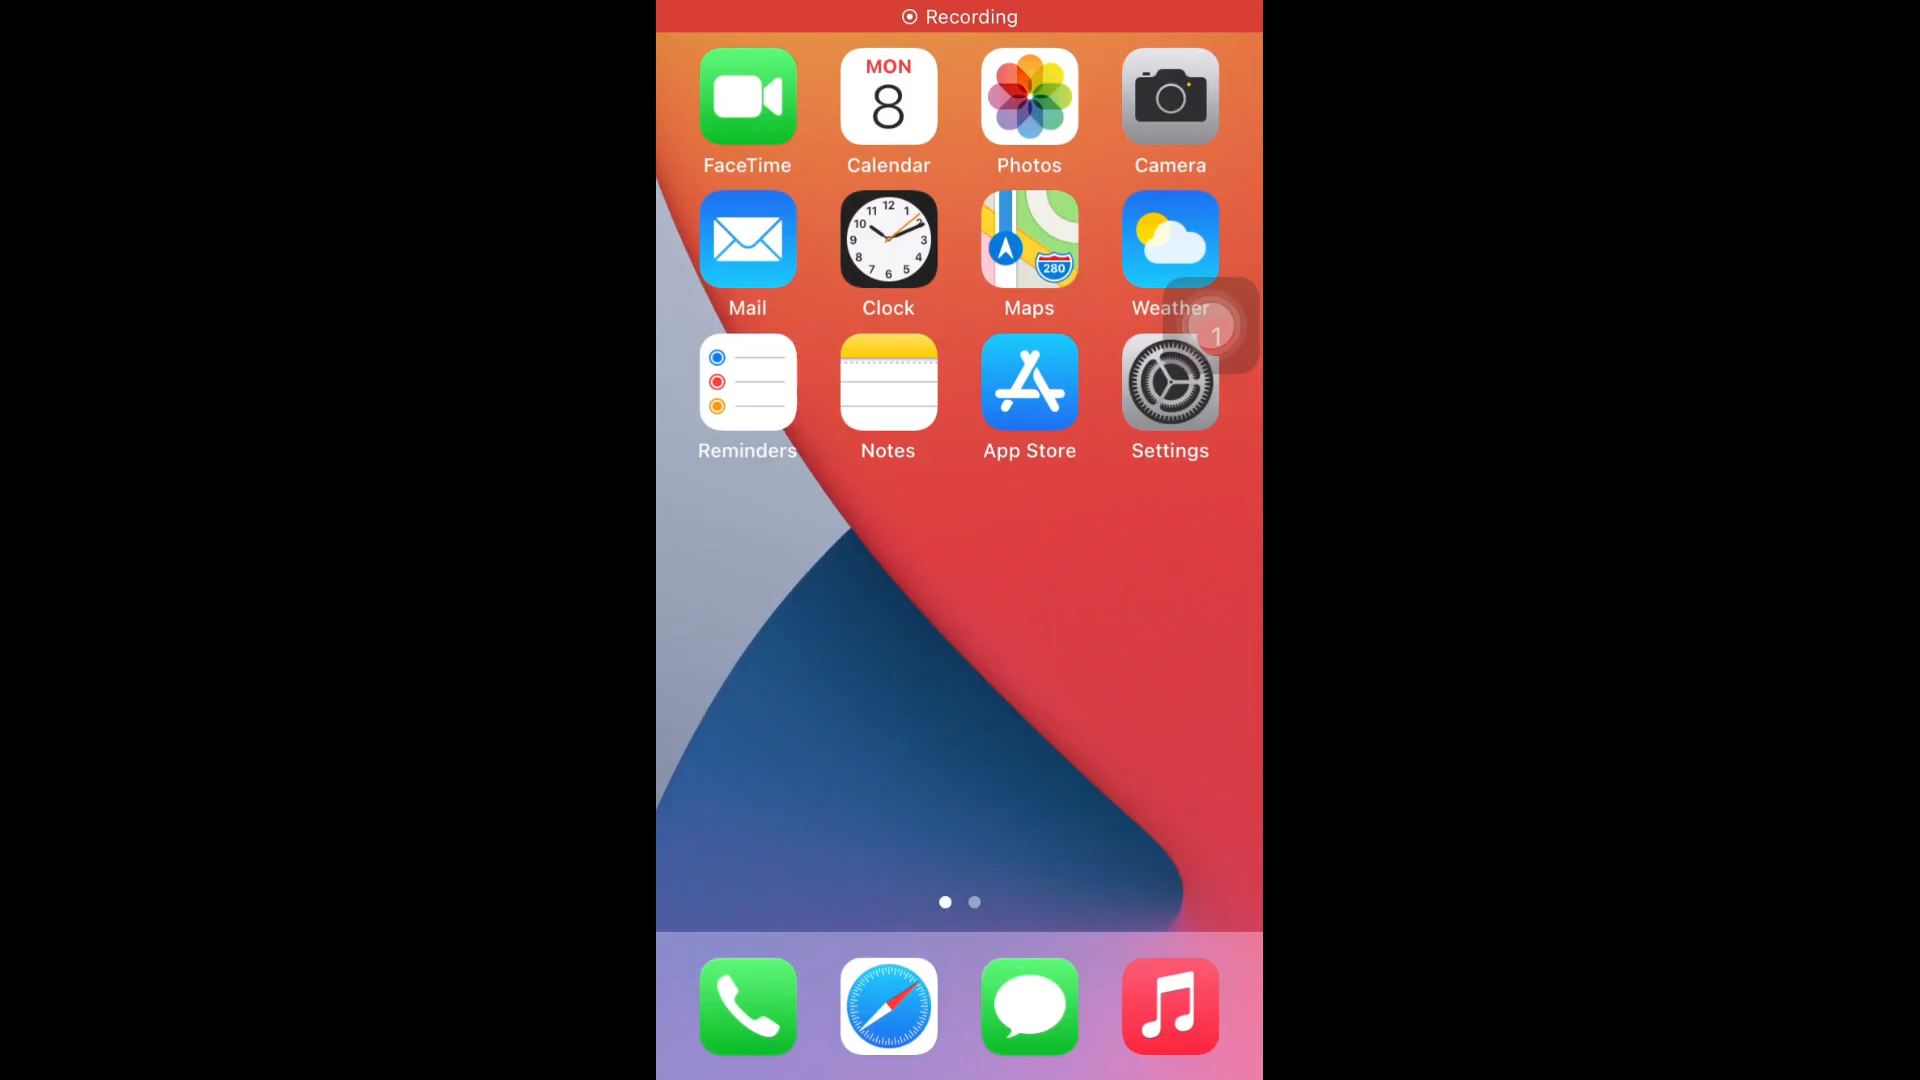 Recording
MON
8
FaceTime Calendar Photos Camera
12
11 1
10 2
9 3
8 4
7 6 5
280
Mail Clock Maps Weather
1
Reminders Notes App Store Settings